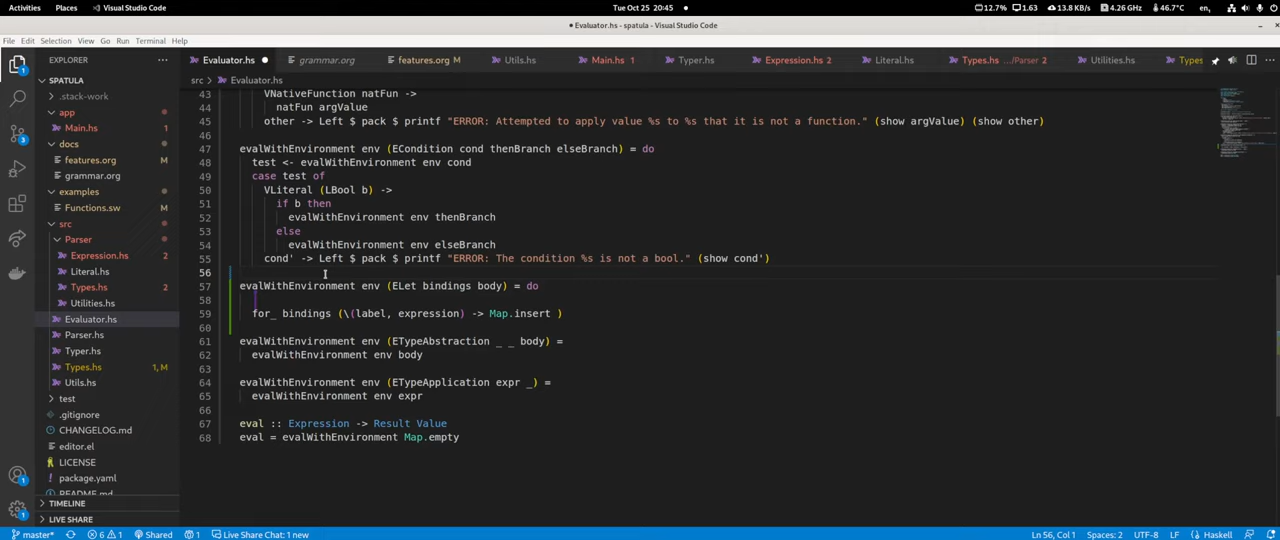 Activities Places Visual Studio Code Tue Oct 25 20:45 12.7% 1.63 13.8 KB/s 4.26 GHz 46.7°C en
● Evaluator.hs - spatula - Visual Studio Code
File Edit Selection View Go Run Terminal Help
EXPLORER ··· Evaluator.hs ● grammar.org features.org M Utils.hs Main.hs 1 Typer.hs Expression.hs 2 Literal.hs Types.hs .../Parser 2 Utilities.hs Types
SPATULA
.stack-work
app
Main.hs 1
docs
features.org M
grammar.org
examples
Functions.sw
src
Parser
Expression.hs 2
Literal.hs
Types.hs 2
Utilities.hs
Evaluator.hs
Parser.hs
Typer.hs
Types.hs 1, M
Utils.hs
test
.gitignore
CHANGELOG.md
editor.el
LICENSE
package.yaml
README.md
TIMELINE
LIVE SHARE
src > Evaluator.hs
43 VNativeFunction natFun ->
44 natFun argValue
45 other -> Left $ pack $ printf "ERROR: Attempted to apply value %s to %s that it is not a function." (show argValue) (show other)
46
47 evalWithEnvironment env (ECondition cond thenBranch elseBranch) = do
48 test <- evalWithEnvironment env cond
49 case test of
50 VLiteral (LBool b) ->
51 if b then
52 evalWithEnvironment env thenBranch
53 else
54 evalWithEnvironment env elseBranch
55 cond' -> Left $ pack $ printf "ERROR: The condition %s is not a bool." (show cond')
56
57 evalWithEnvironment env (ELet bindings body) = do
58
59 for_ bindings (\(label, expression) -> Map.insert )
60
61 evalWithEnvironment env (ETypeAbstraction _ _ body) =
62 evalWithEnvironment env body
63
64 evalWithEnvironment env (ETypeApplication expr _) =
65 evalWithEnvironment env expr
66
67 eval :: Expression -> Result Value
68 eval = evalWithEnvironment Map.empty
master* 6 1 Shared 1 Live Share Chat: 1 new Ln 56, Col 1 Spaces: 2 UTF-8 LF Haskell